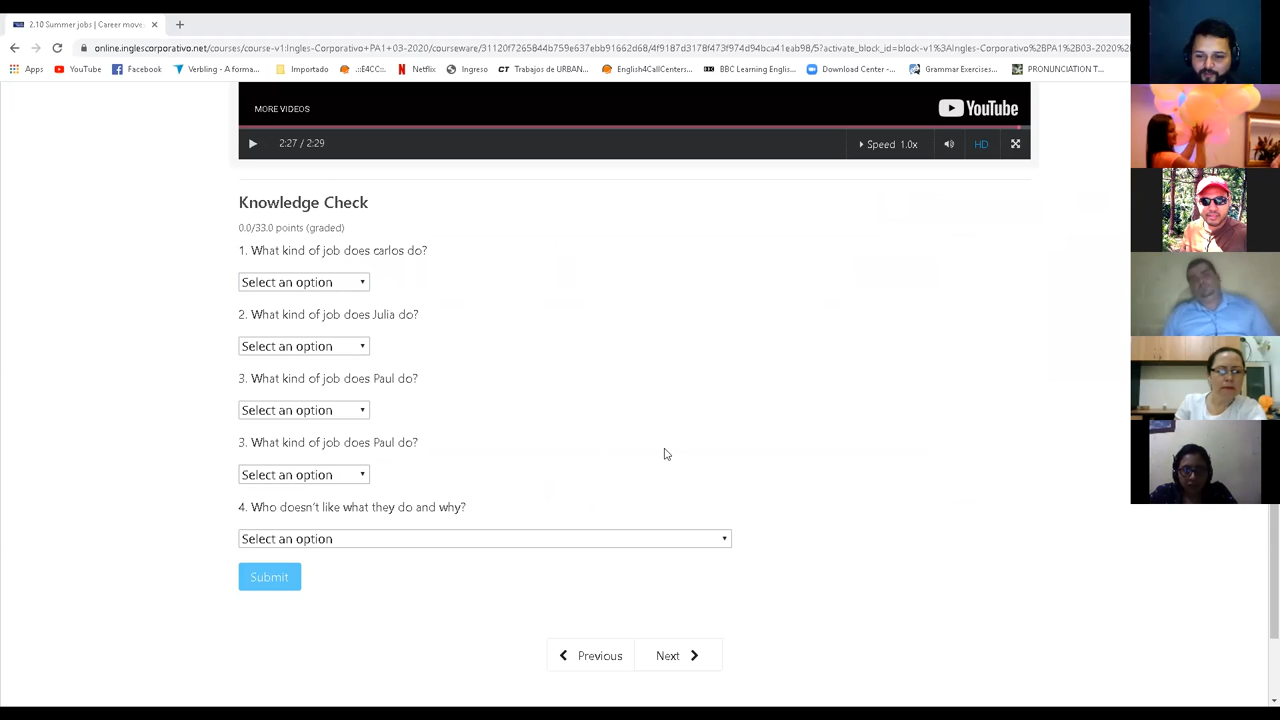 2.10 Summer jobs | Career move
online.inglescorporativo.net/courses/course-v1:Ingles-Corporativo+PA1+03-2020/courseware/31120f7265844b759e637ebb91662d68/4f9187d3178f473f974d94bca41eab98/5?activate_block_id=block-v1%3AIngles-Corporativo%2BPA1%2B03-2020%
Apps YouTube Facebook Verbling - A forma... Importado .::E4CC::. Netflix Ingreso Trabajos de URBAN... English4CallCenters... BBC Learning Englis... Download Center -... Grammar Exercises... PRONUNCIATION T...
MORE VIDEOS
YouTube
2:27 / 2:29
Speed 1.0x
HD
Knowledge Check
0.0/33.0 points (graded)
1. What kind of job does carlos do?
Select an option
2. What kind of job does Julia do?
Select an option
3. What kind of job does Paul do?
Select an option
3. What kind of job does Paul do?
Select an option
4. Who doesn't like what they do and why?
Select an option
Submit
Previous
Next